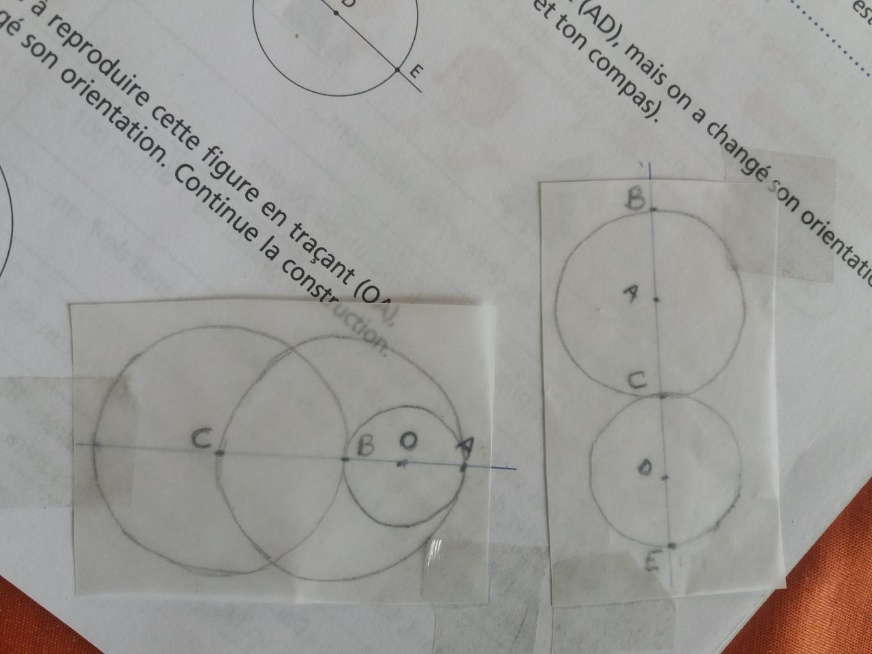 D
E
à reproduire cette figure en traçant (OA),
gé son orientation. Continue la construction.
(AD), mais on a changé son orientatio
et ton compas).
est
C B O A
B
A
C
D
E